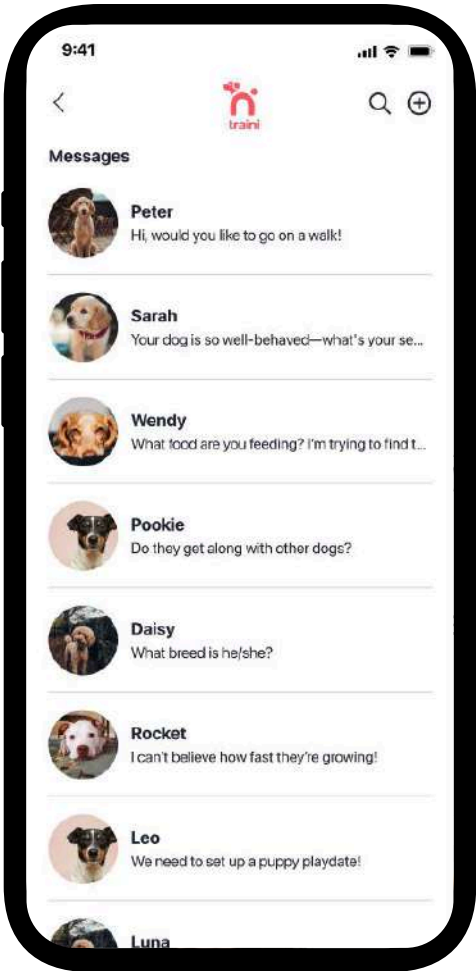 9:41
traini
Messages
Peter
Hi, would you like to go on a walk!
Sarah
Your dog is so well-behaved—what's your se...
Wendy
What food are you feeding? I'm trying to find t...
Pookie
Do they get along with other dogs?
Daisy
What breed is he/she?
Rocket
I can't believe how fast they're growing!
Leo
We need to set up a puppy playdate!
Luna